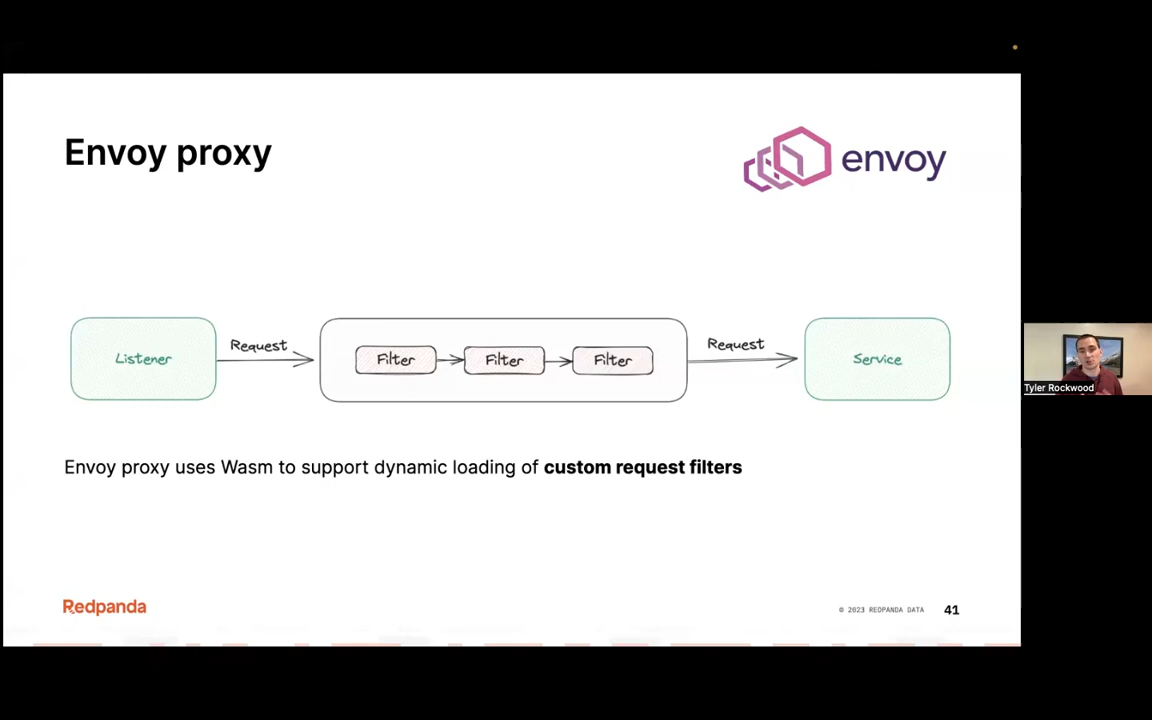 Envoy proxy
envoy
Listener
Request
Filter
Filter
Filter
Request
Service
Envoy proxy uses Wasm to support dynamic loading of custom request filters
Redpanda
© 2023 REDPANDA DATA
41
Tyler Rockwood